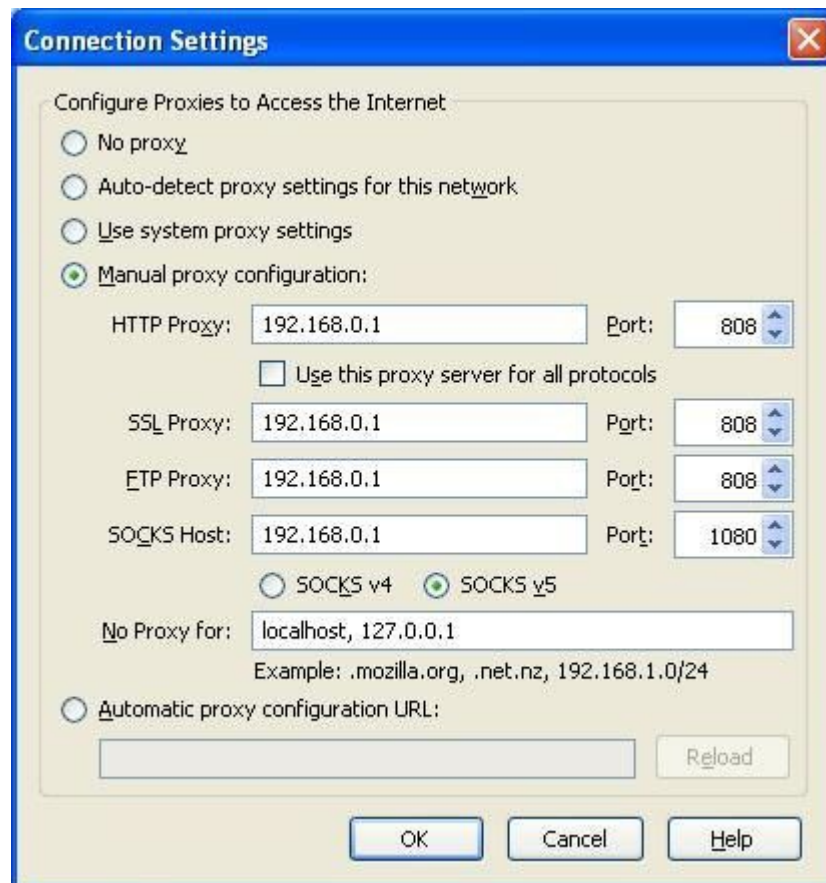 Connection Settings
Configure Proxies to Access the Internet
No proxy
Auto-detect proxy settings for this network
Use system proxy settings
Manual proxy configuration:
HTTP Proxy: 192.168.0.1 Port: 808
Use this proxy server for all protocols
SSL Proxy: 192.168.0.1 Port: 808
FTP Proxy: 192.168.0.1 Port: 808
SOCKS Host: 192.168.0.1 Port: 1080
SOCKS v4 SOCKS v5
No Proxy for: localhost, 127.0.0.1
Example: .mozilla.org, .net.nz, 192.168.1.0/24
Automatic proxy configuration URL:
Reload
OK Cancel Help